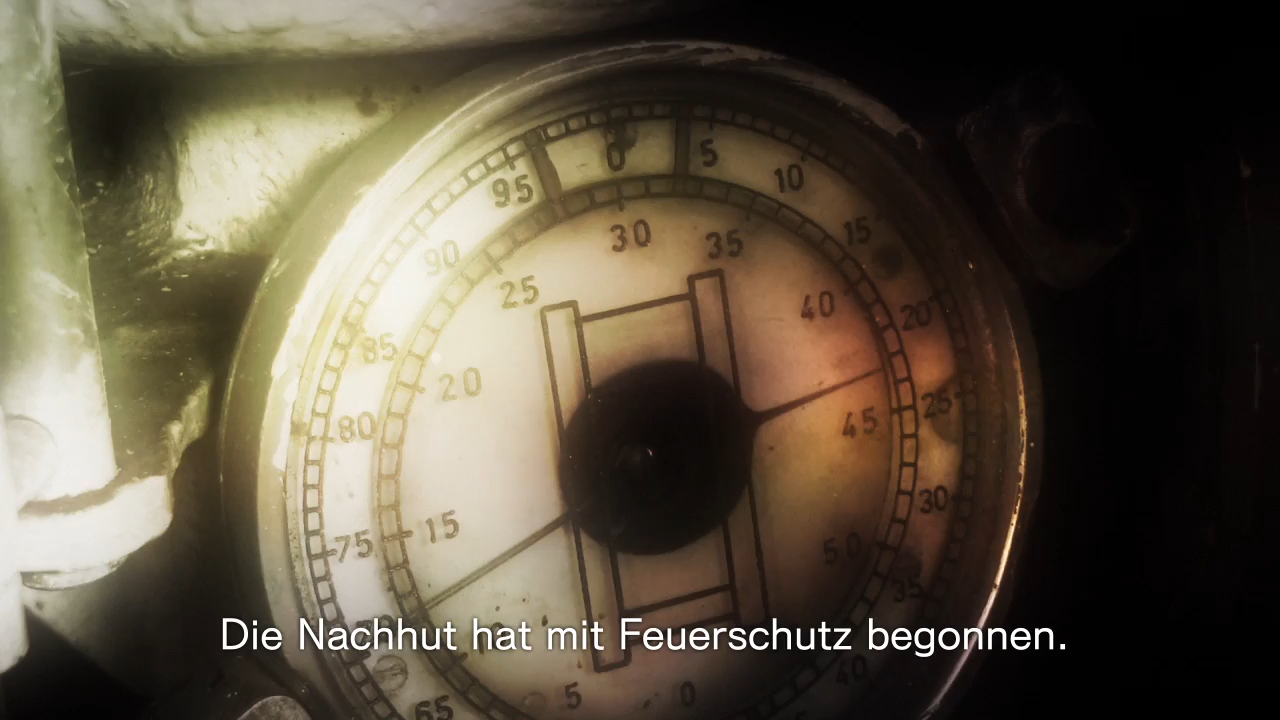 95 0 5 10 15 20 25 30 35 40
90 85 80 75 65
25 30 35 40 45 50
20 15 5 0
Die Nachhut hat mit Feuerschutz begonnen.